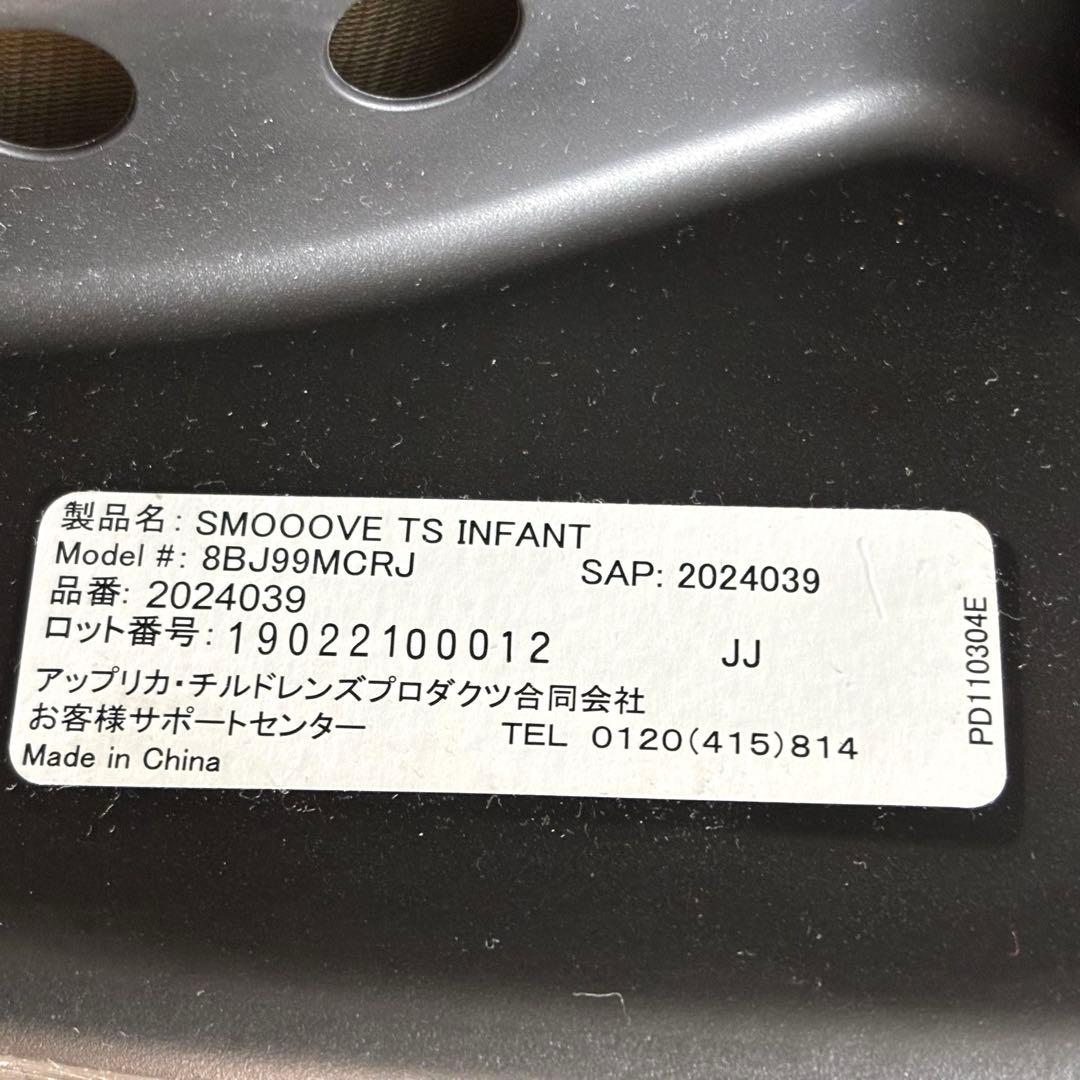 製品名: SMOOOVE TS INFANT
Model #: 8BJ99MCRJ SAP: 2024039
品番: 2024039
ロット番号: 19022100012 JJ
アップリカ・チルドレンズプロダクツ合同会社
お客様サポートセンター TEL 0120(415)814
Made in China
PD110304E